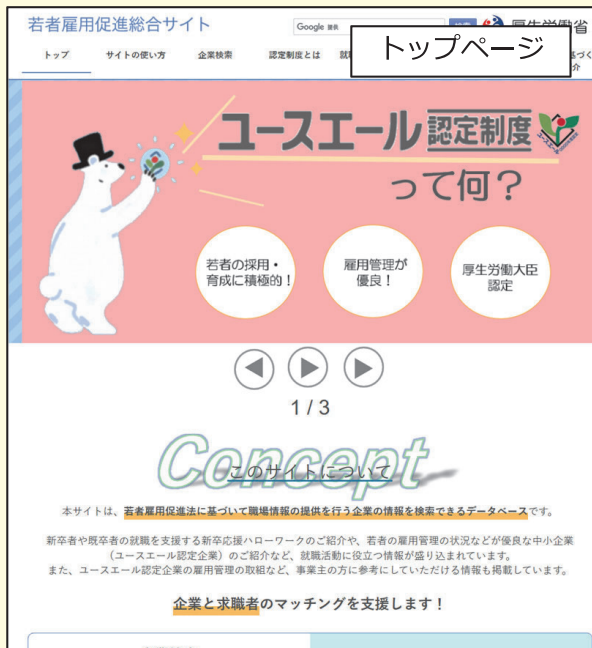 若者雇用促進総合サイト
Google 提供
トップページ
トップ
サイトの使い方
企業検索
認定制度とは
ユースエール認定制度
って何？
若者の採用・
育成に積極的！
雇用管理が
優良！
厚生労働大臣
認定
1 / 3
Concept
このサイトについて
本サイトは、若者雇用促進法に基づいて職場情報の提供を行う企業の情報を検索できるデータベースです。
新卒者や既卒者の就職を支援する新卒応援ハローワークのご紹介や、若者の雇用管理の状況などが優良な中小企業
（ユースエール認定企業）のご紹介など、就職活動に役立つ情報が盛り込まれています。
また、ユースエール認定企業の雇用管理の取組など、事業主の方に参考にしていただける情報も掲載しています。
企業と求職者のマッチングを支援します！